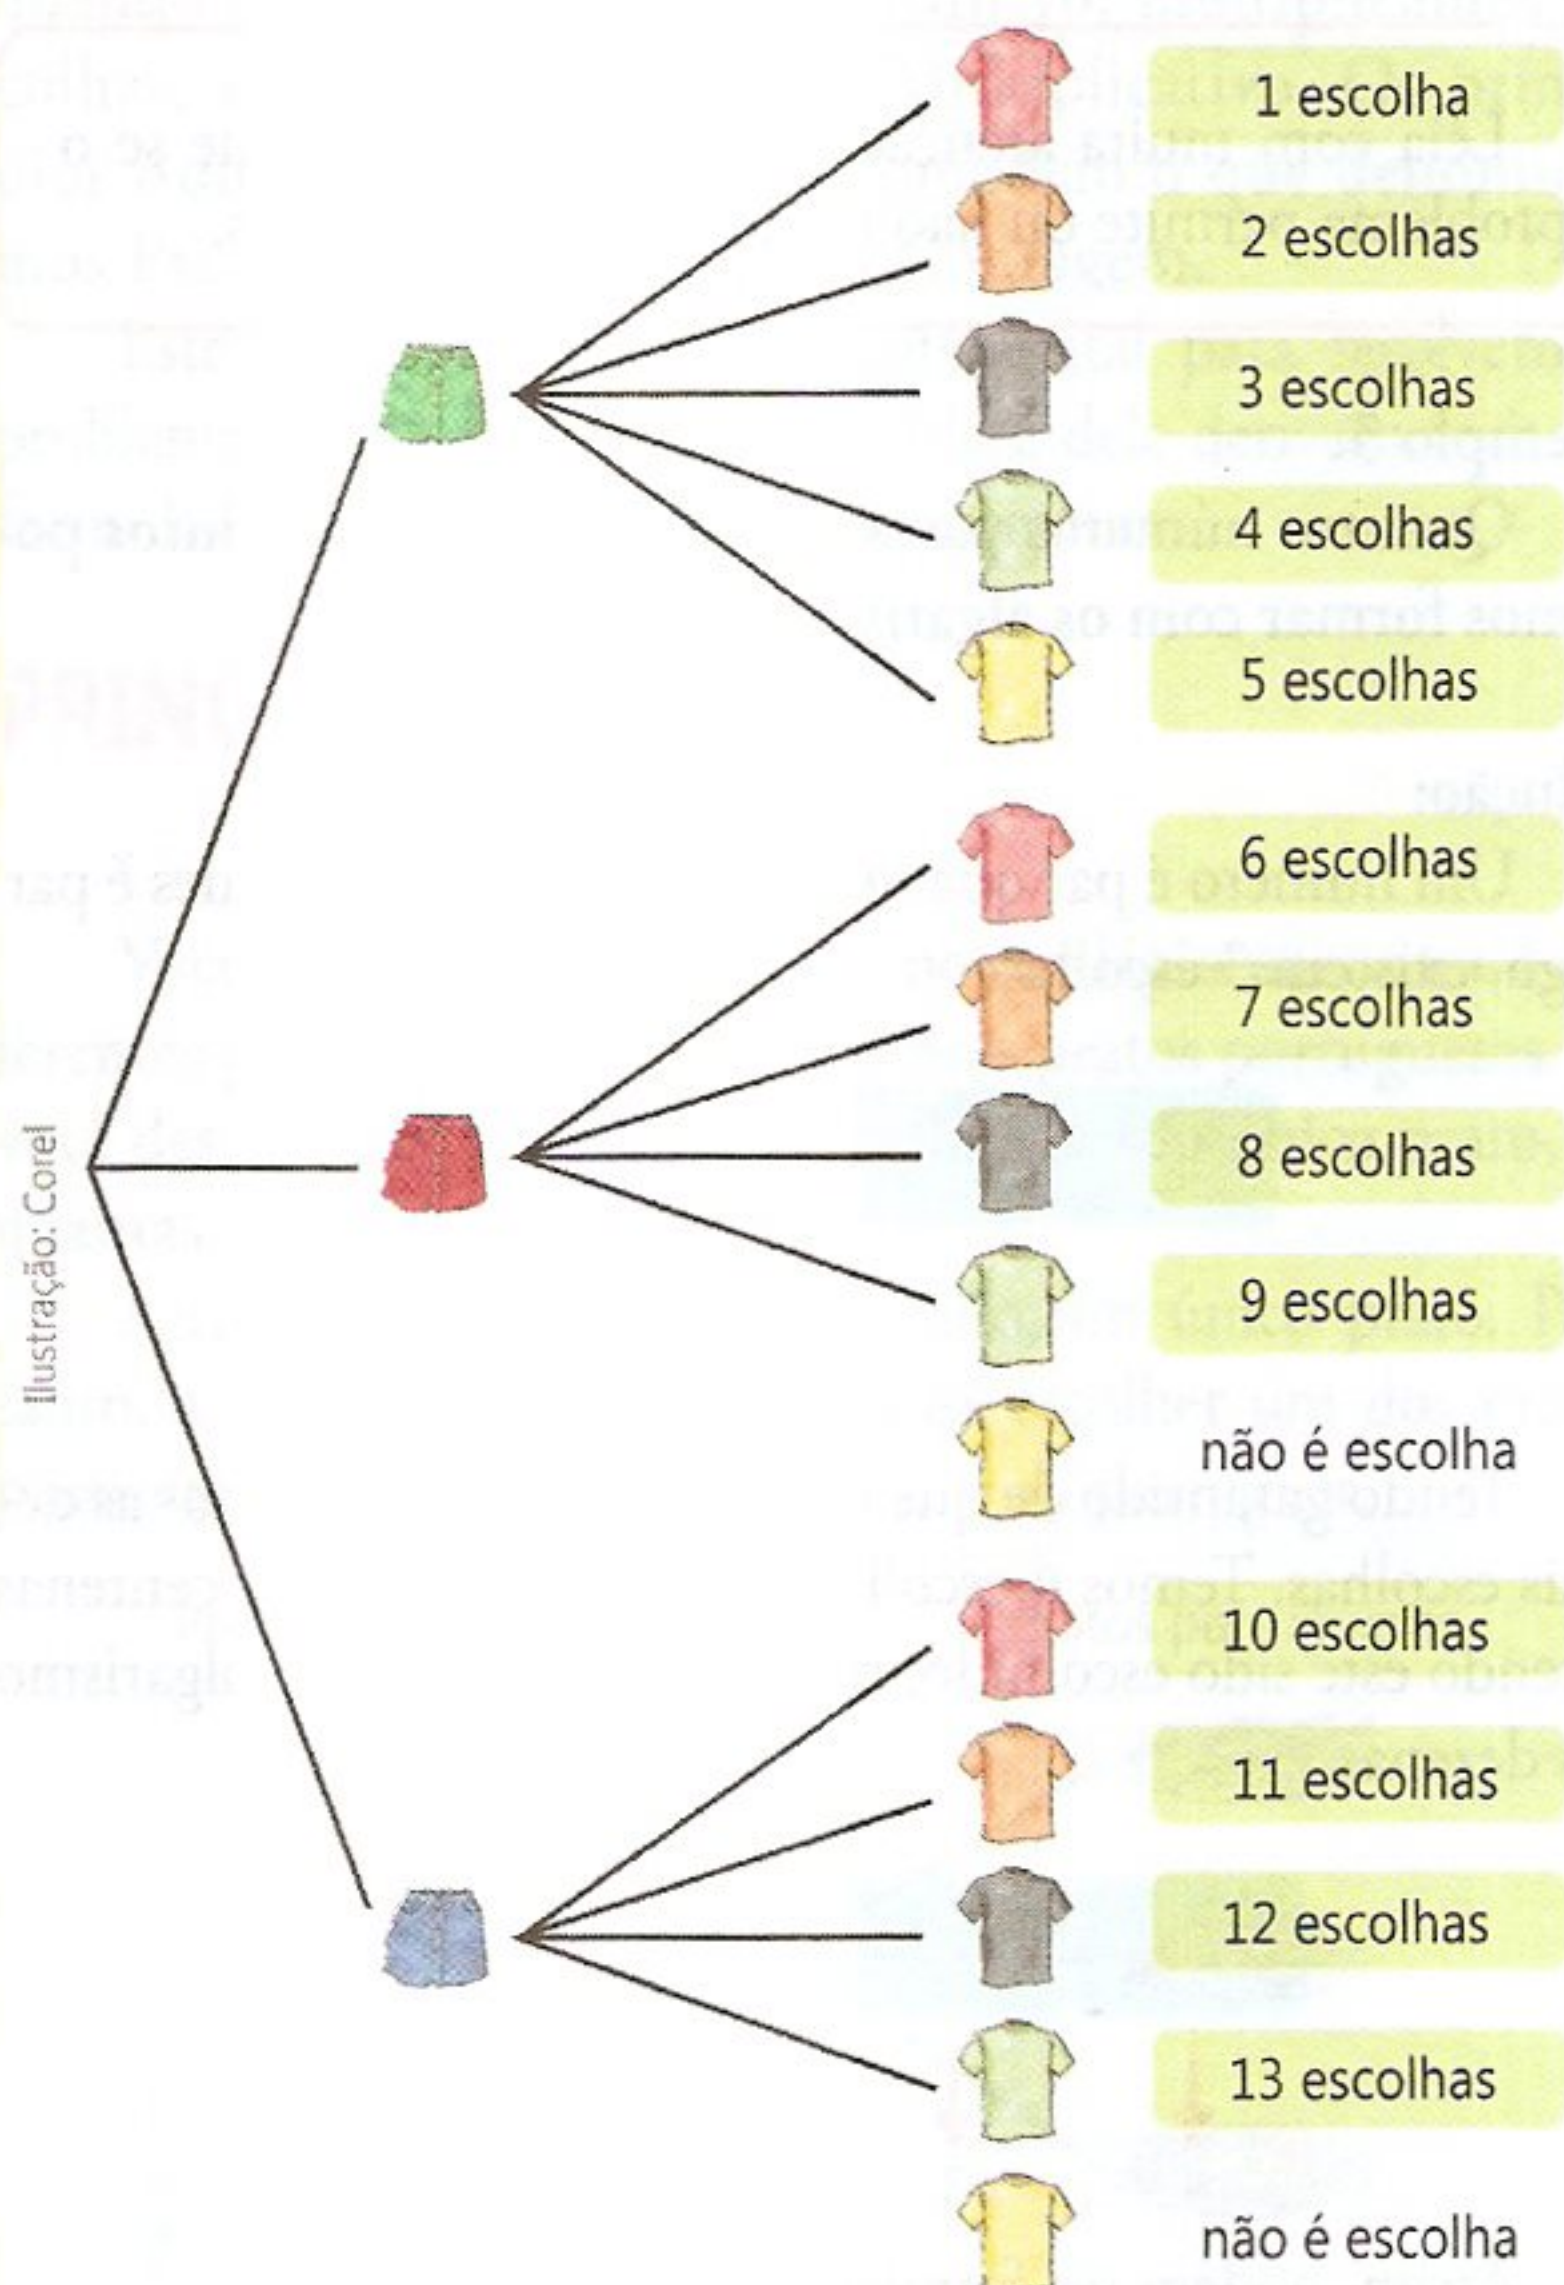 1 escolha
2 escolhas
3 escolhas
4 escolhas
5 escolhas
6 escolhas
7 escolhas
8 escolhas
9 escolhas
não é escolha
10 escolhas
11 escolhas
12 escolhas
13 escolhas
não é escolha
Ilustração: Corel